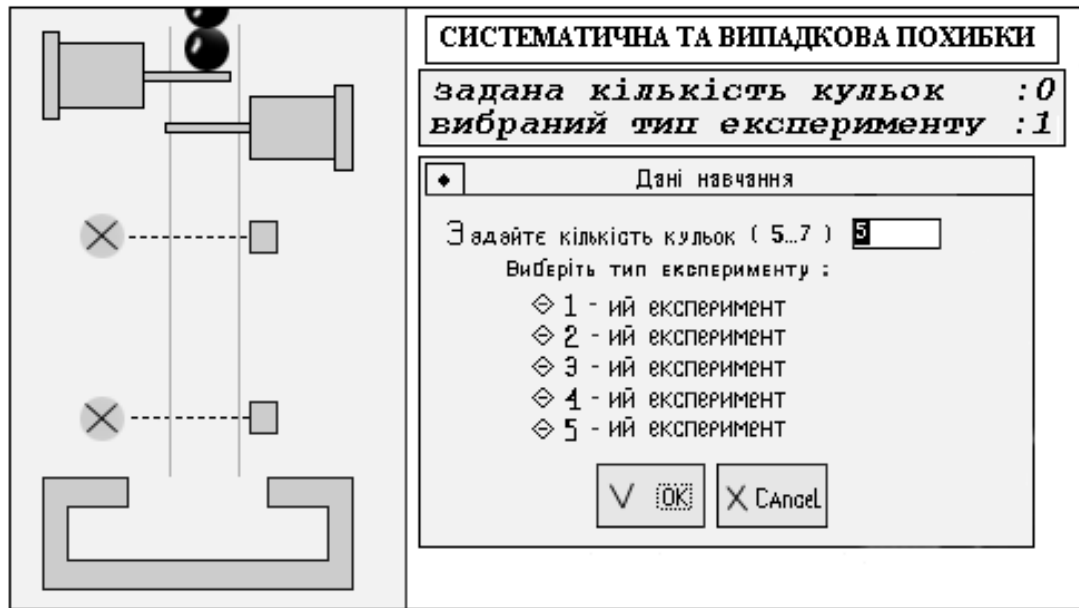 СИСТЕМАТИЧНА ТА ВИПАДКОВА ПОХИБКИ
задана кількість кульок :0
вибраний тип експерименту :1
Дані навчання
Задайте кількість кульок ( 5...7 ) 5
Виберіть тип експерименту :
1 - ий експеримент
2 - ий експеримент
3 - ий експеримент
4 - ий експеримент
5 - ий експеримент
V OK X CAnceL